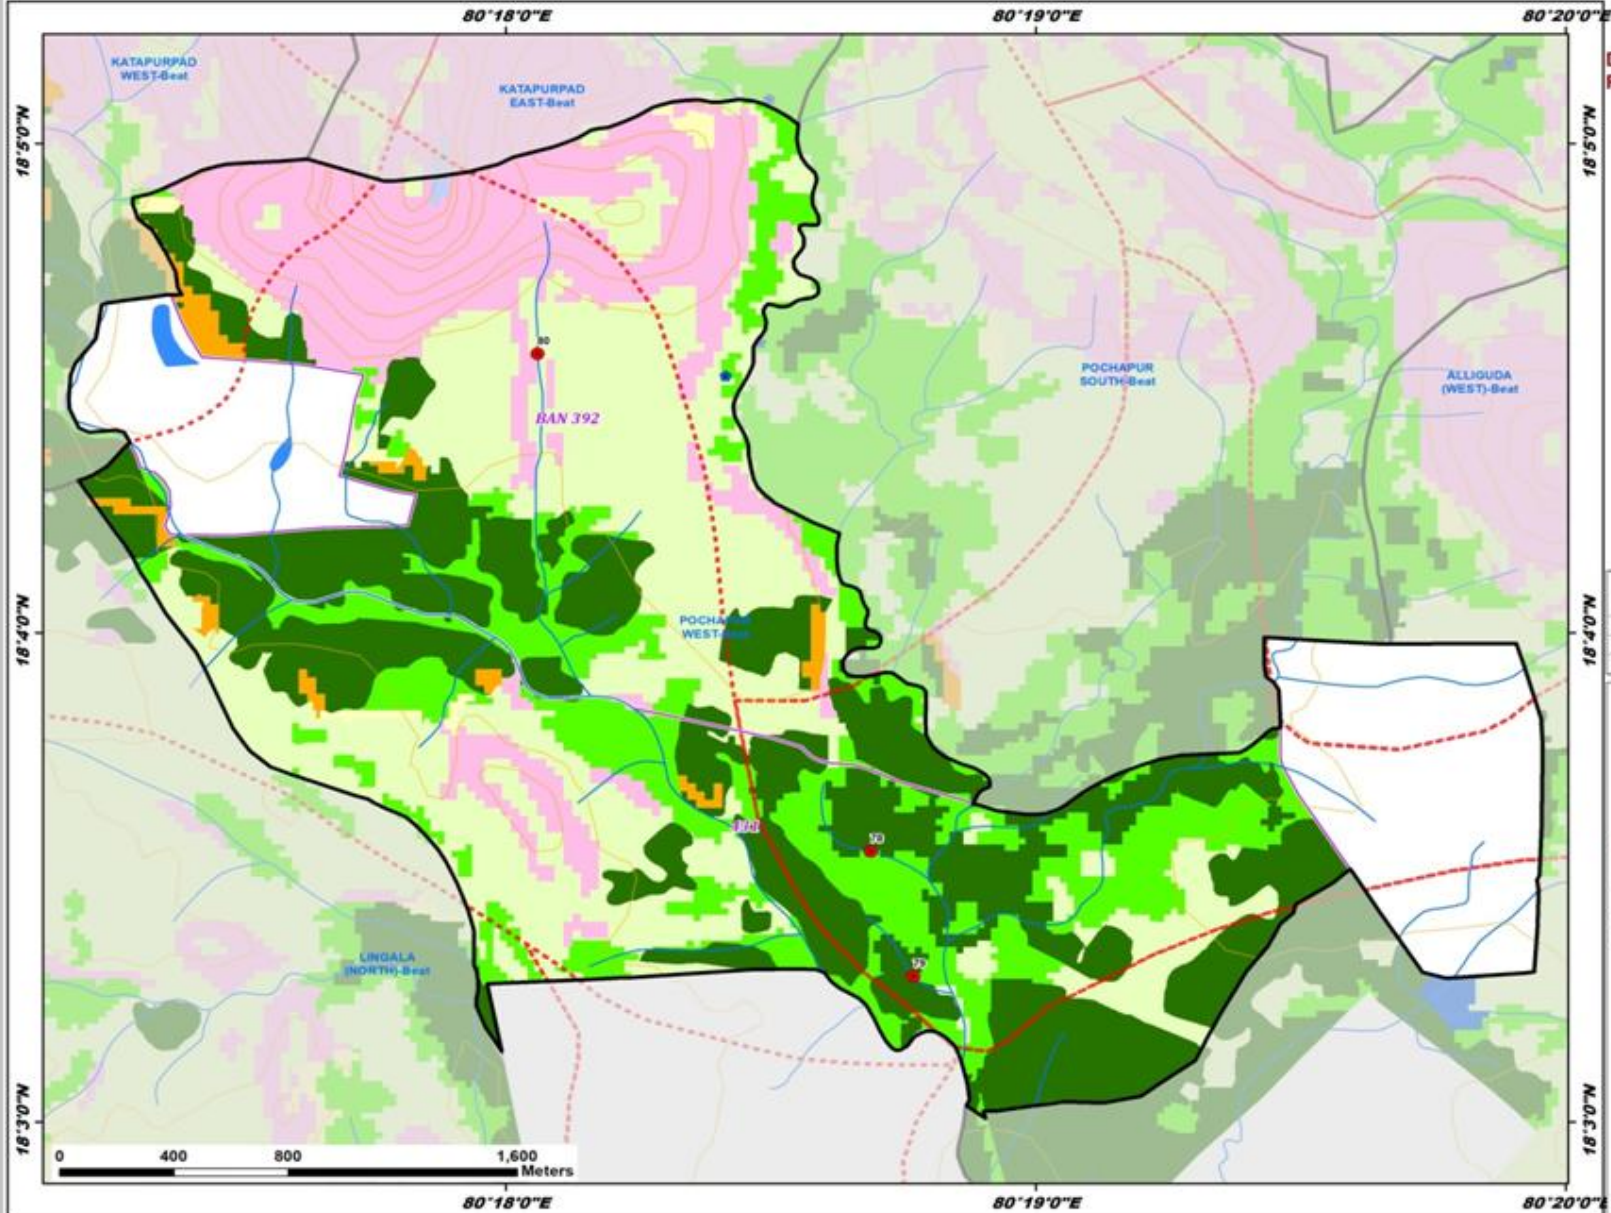 80°18'0"E
80°19'0"E
80°20'0"E
KATAPURPAD
WEST-Beat
KATAPURPAD
EAST-Beat
18°5'0"N
18°5'0"N
80
POCHAPUR
SOUTH-Beat
ALLIGUDA
(WEST)-Beat
BAN 392
18°4'0"N
18°4'0"N
WEST-Beat
78
79
LINGALA
(NORTH)-Beat
18°3'0"N
18°3'0"N
0
400
800
1,600
Meters
80°18'0"E
80°19'0"E
80°20'0"E